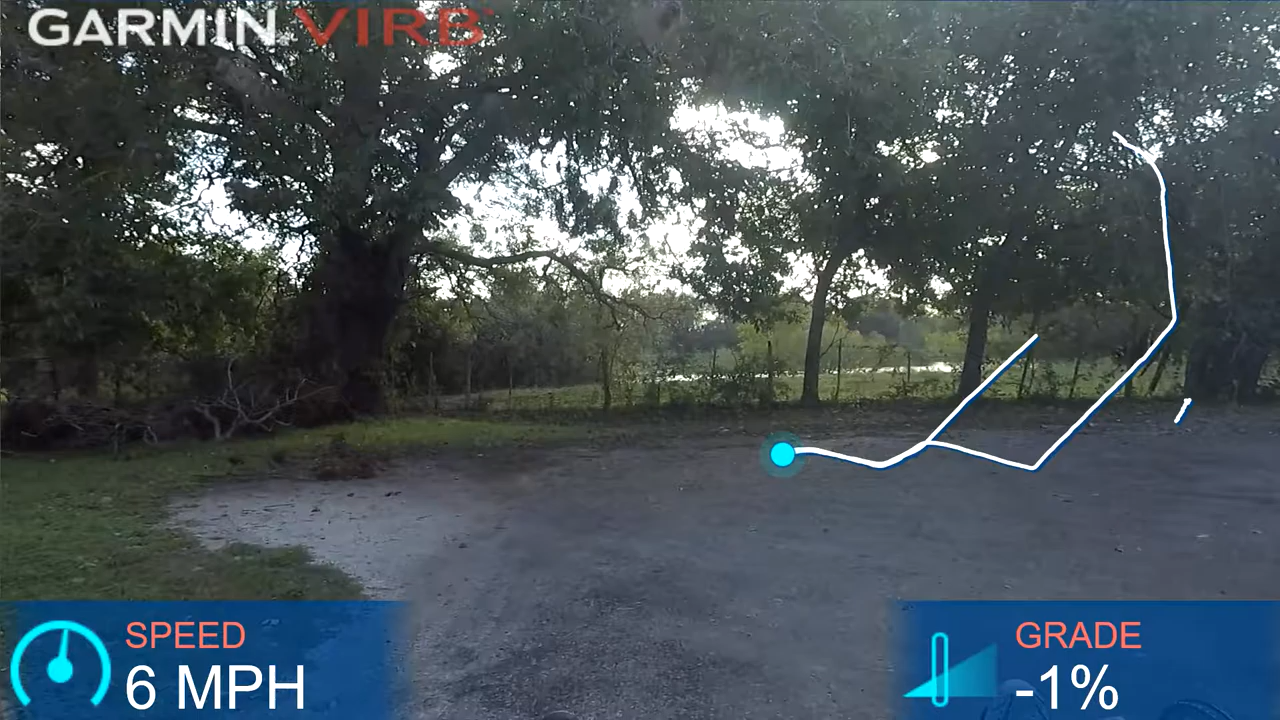 GARMIN VIRB
SPEED
6 MPH
GRADE
-1%